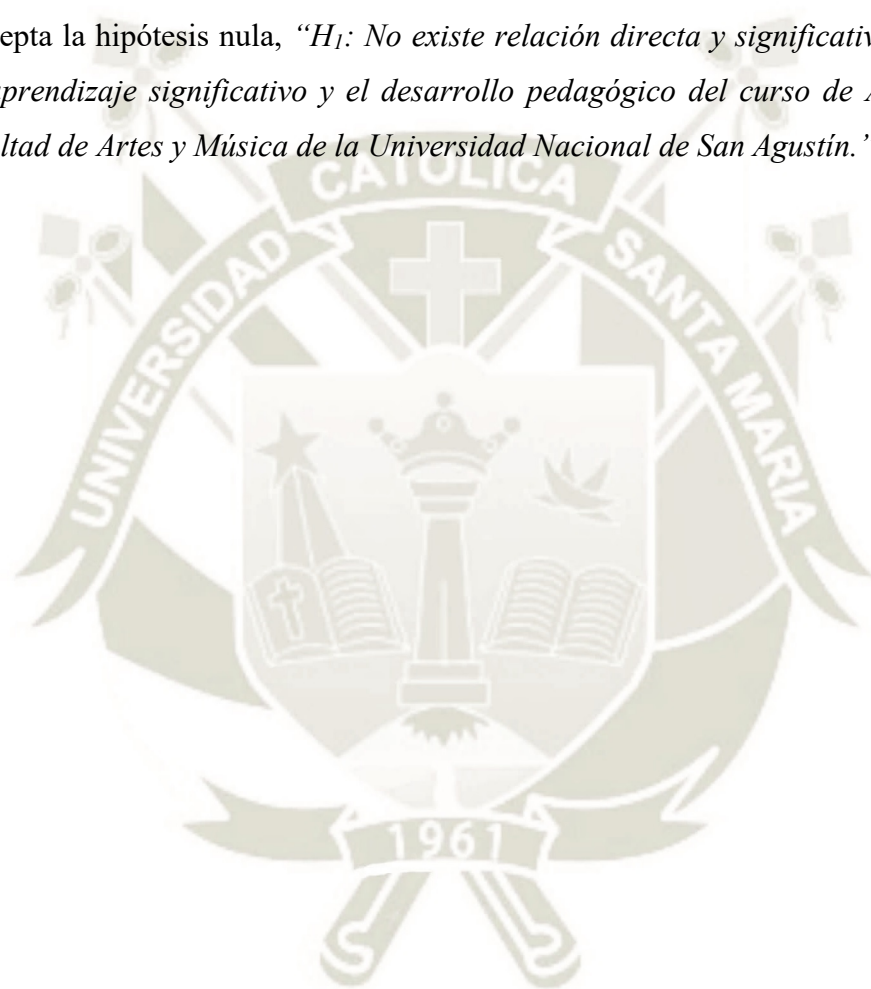 epta la hipótesis nula, “H1: No existe relación directa y significativ
prendizaje significativo y el desarrollo pedagógico del curso de A
ltad de Artes y Música de la Universidad Nacional de San Agustín.”
UNIVERSIDAD CATOLICA SANTA MARIA
1961